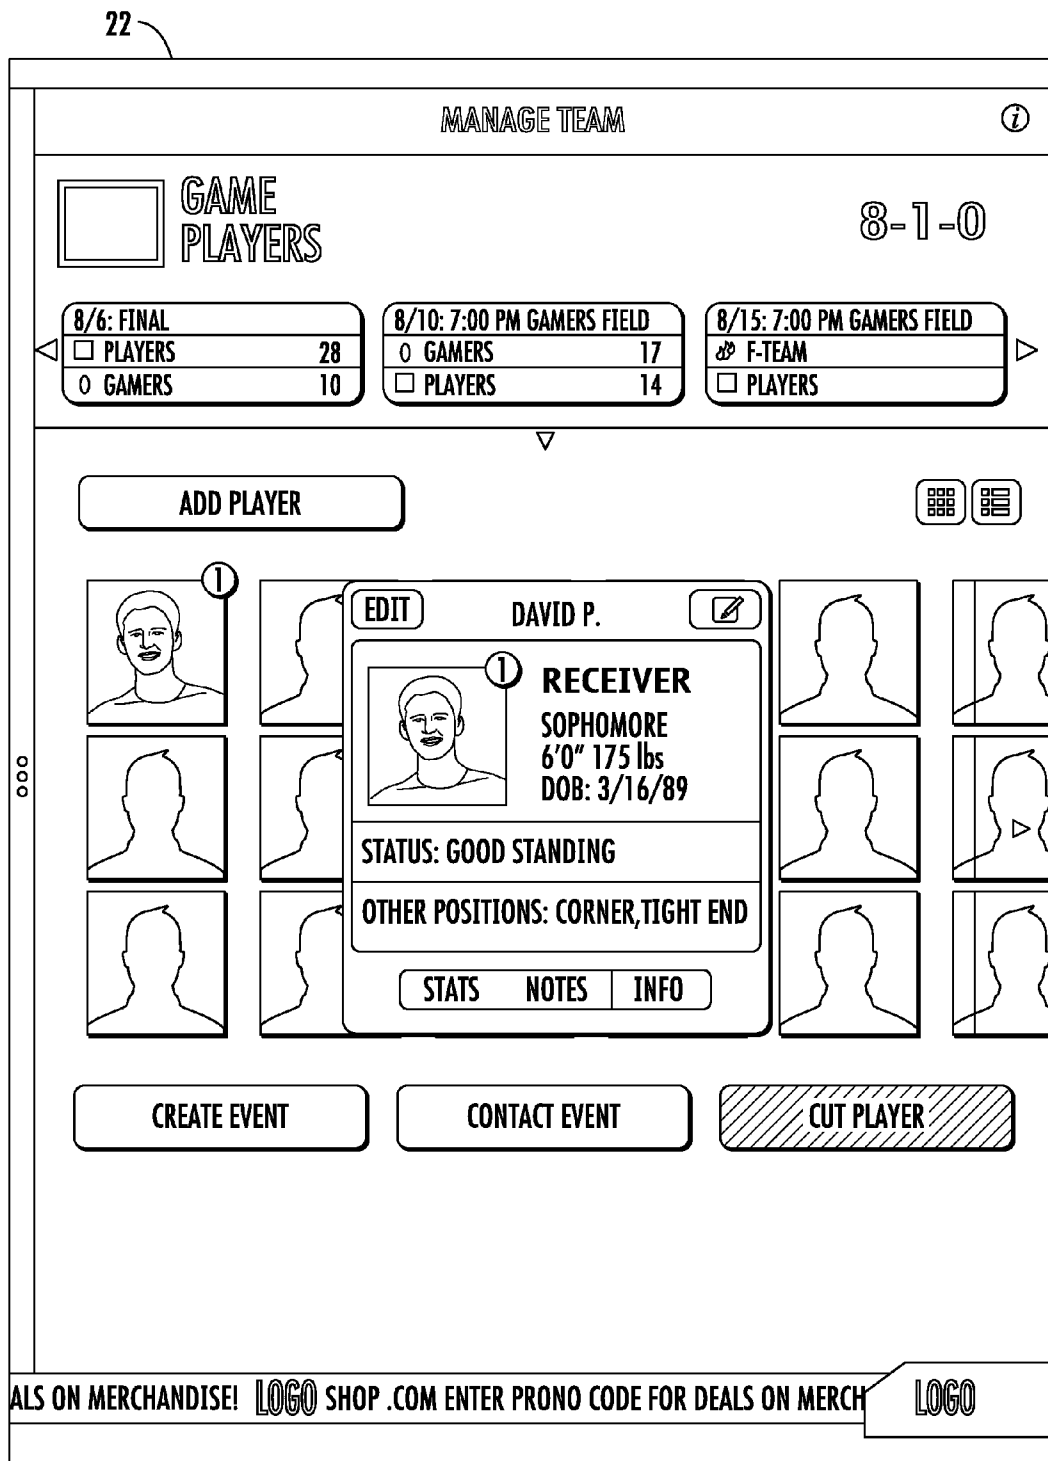 22
MANAGE TEAM
i
GAME
PLAYERS
8-1-0
8/6: FINAL
PLAYERS 28
GAMERS 10
8/10: 7:00 PM GAMERS FIELD
GAMERS 17
PLAYERS 14
8/15: 7:00 PM GAMERS FIELD
F-TEAM
PLAYERS
ADD PLAYER
1
EDIT
DAVID P.
1
RECEIVER
SOPHOMORE
6'0" 175 lbs
DOB: 3/16/89
STATUS: GOOD STANDING
OTHER POSITIONS: CORNER,TIGHT END
STATS NOTES INFO
CREATE EVENT
CONTACT EVENT
CUT PLAYER
ALS ON MERCHANDISE! LOGO SHOP .COM ENTER PRONO CODE FOR DEALS ON MERCH
LOGO